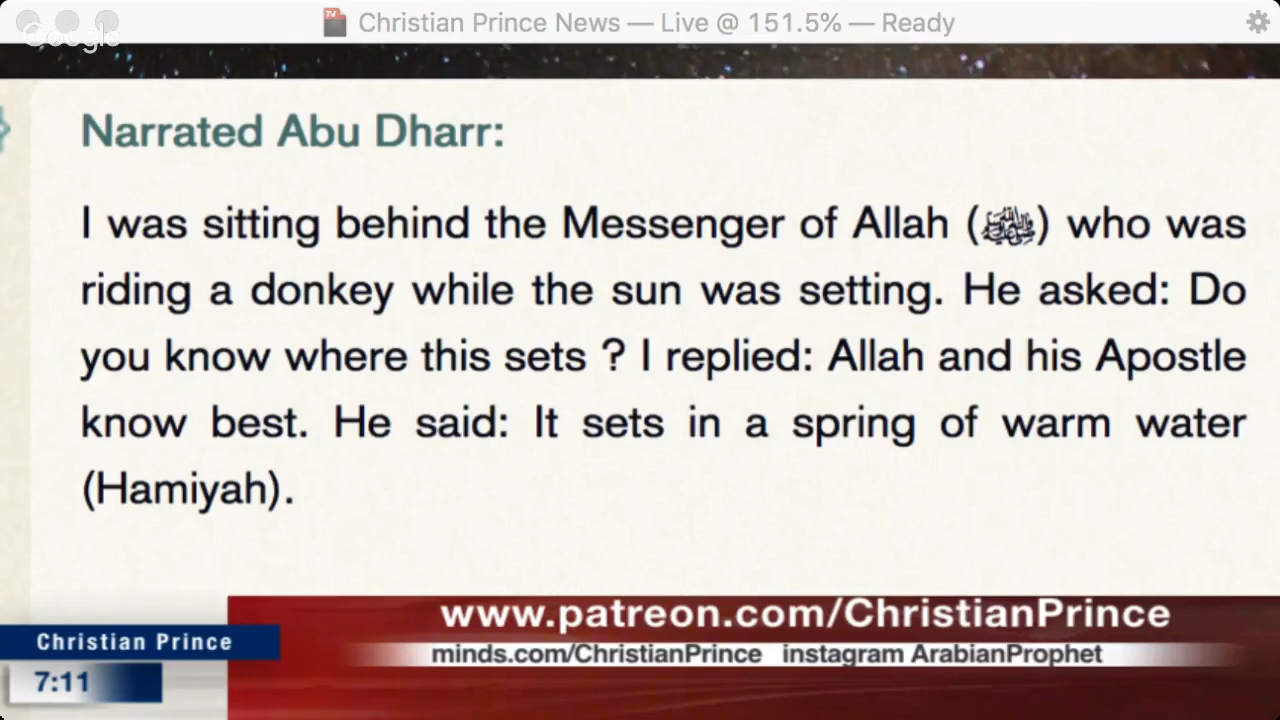 Christian Prince News — Live @ 151.5% — Ready
Google
Narrated Abu Dharr:
I was sitting behind the Messenger of Allah (ﷺ) who was
riding a donkey while the sun was setting. He asked: Do
you know where this sets ? I replied: Allah and his Apostle
know best. He said: It sets in a spring of warm water
(Hamiyah).
www.patreon.com/ChristianPrince
Christian Prince
minds.com/ChristianPrince instagram ArabianProphet
7:11